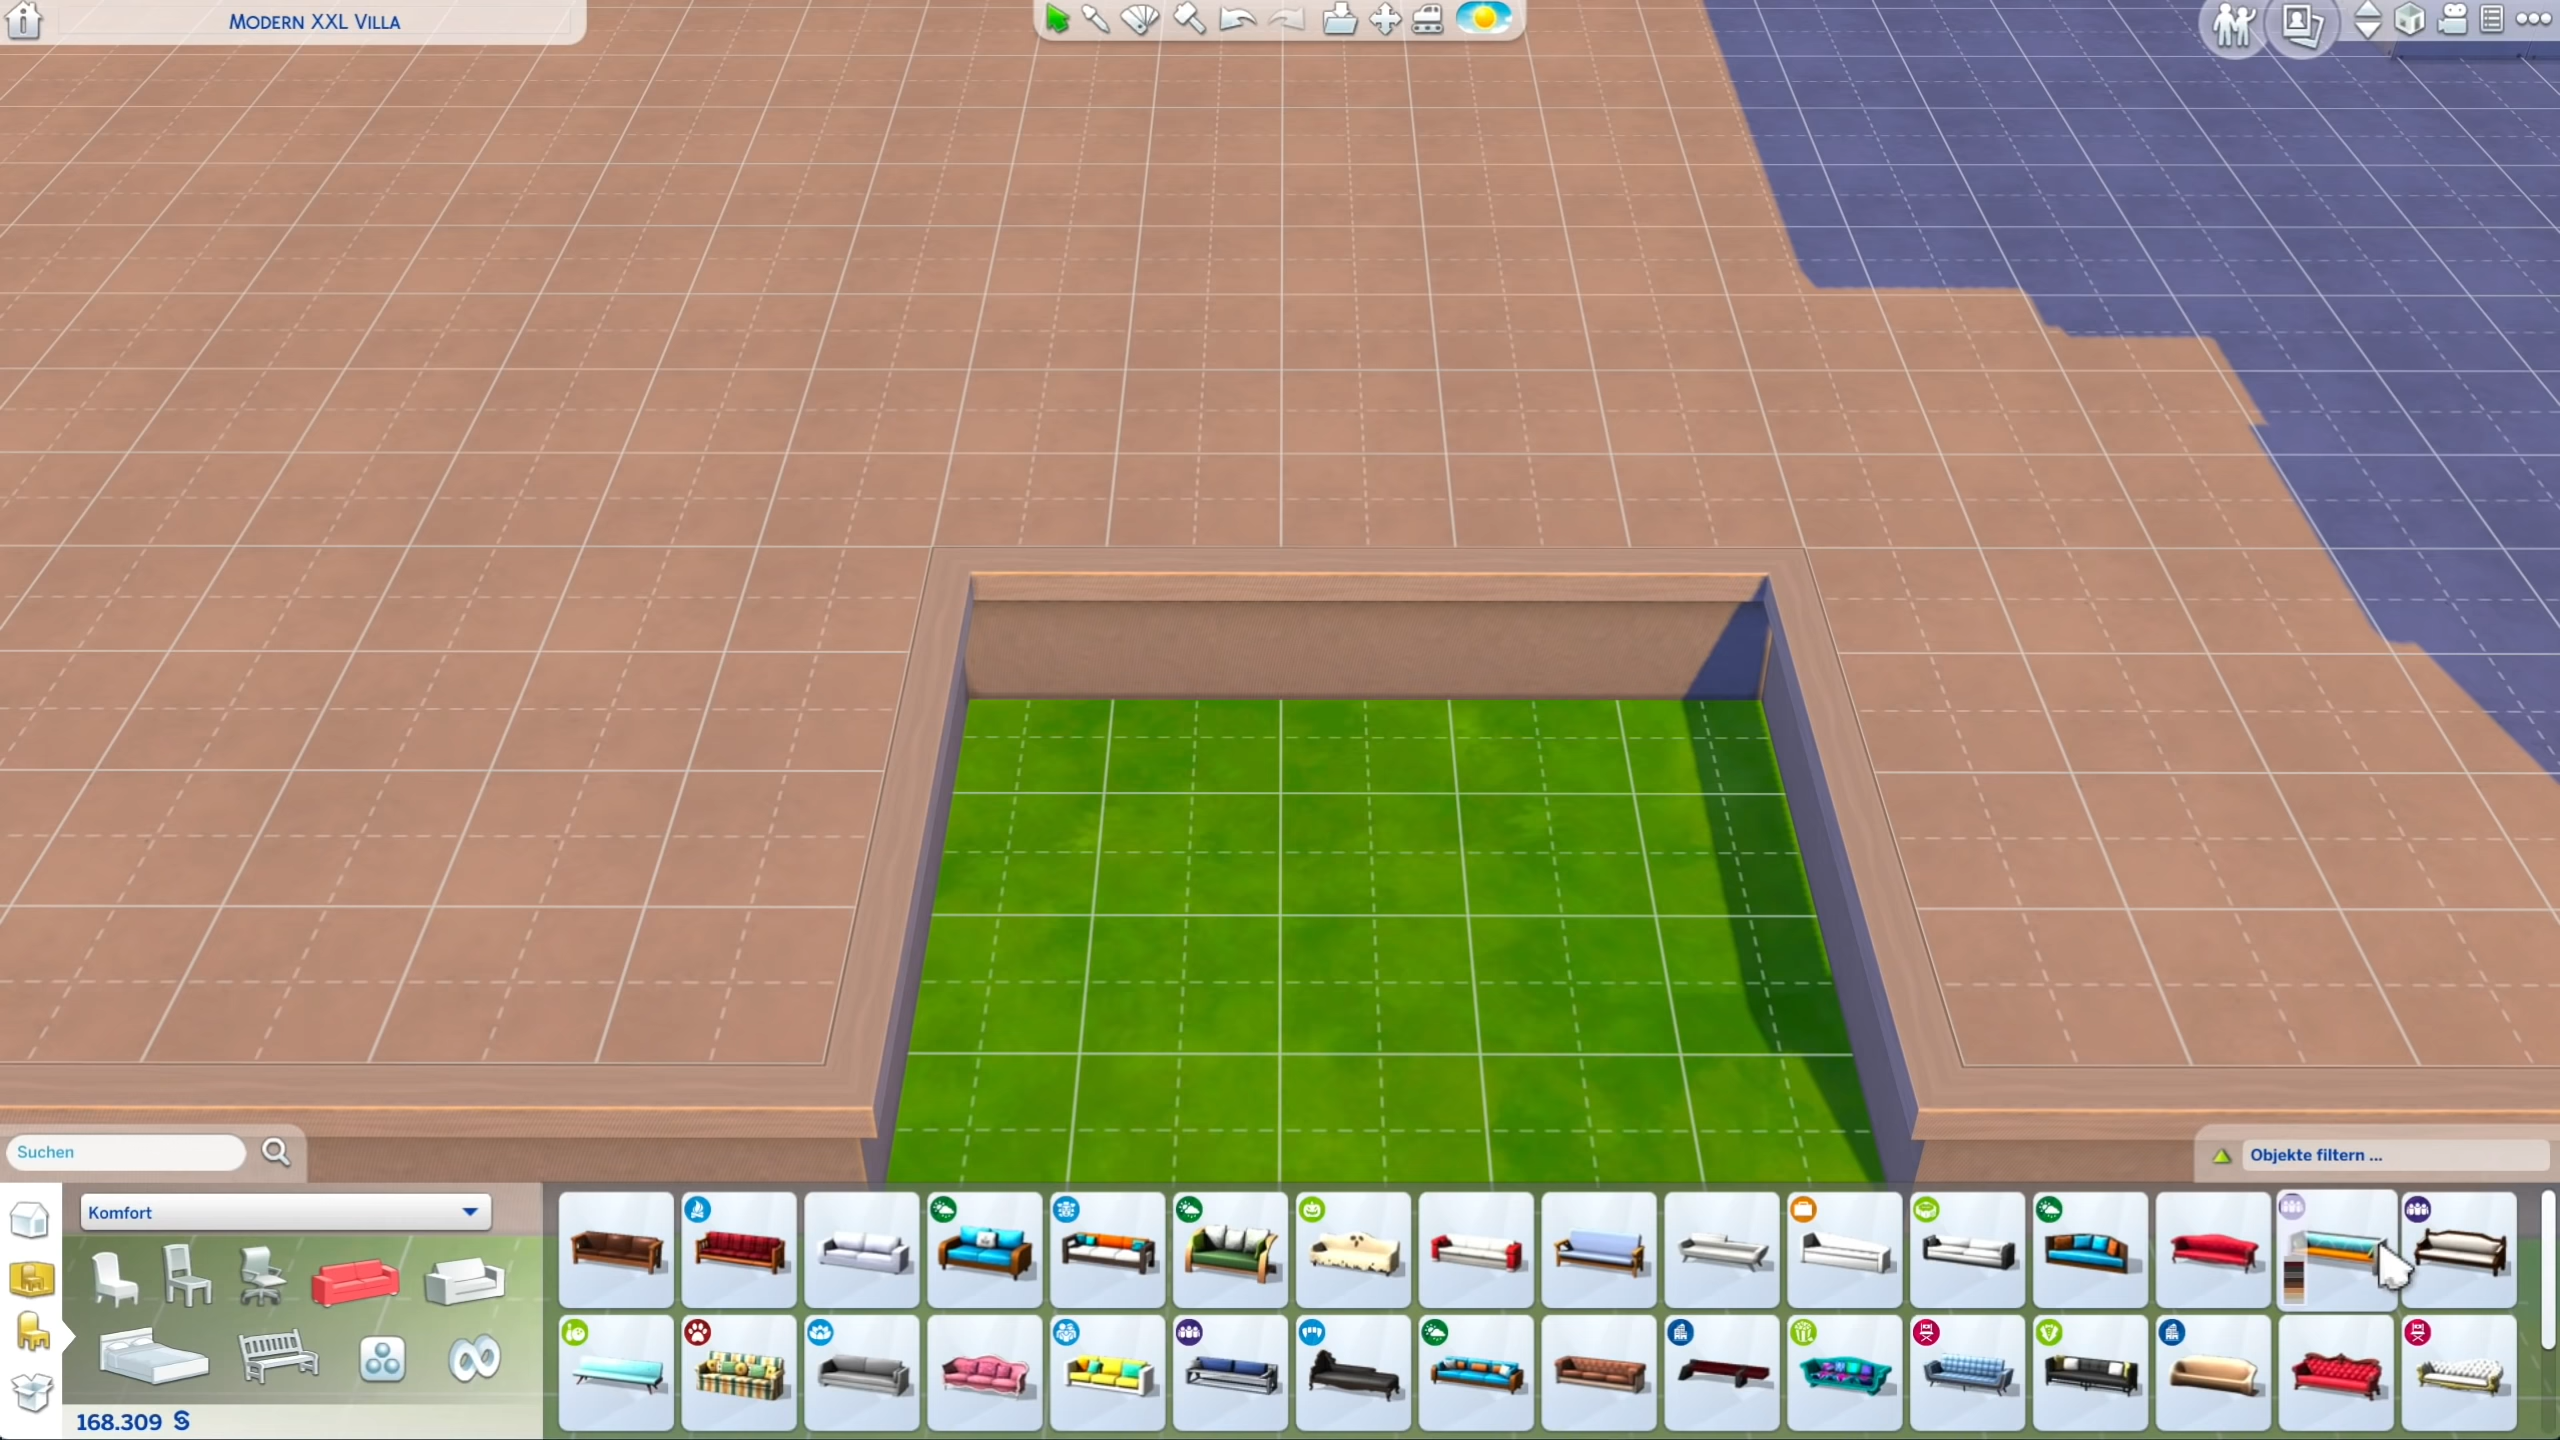 MODERN XXL VILLA
Suchen
Objekte filtern ...
Komfort
168.309 §